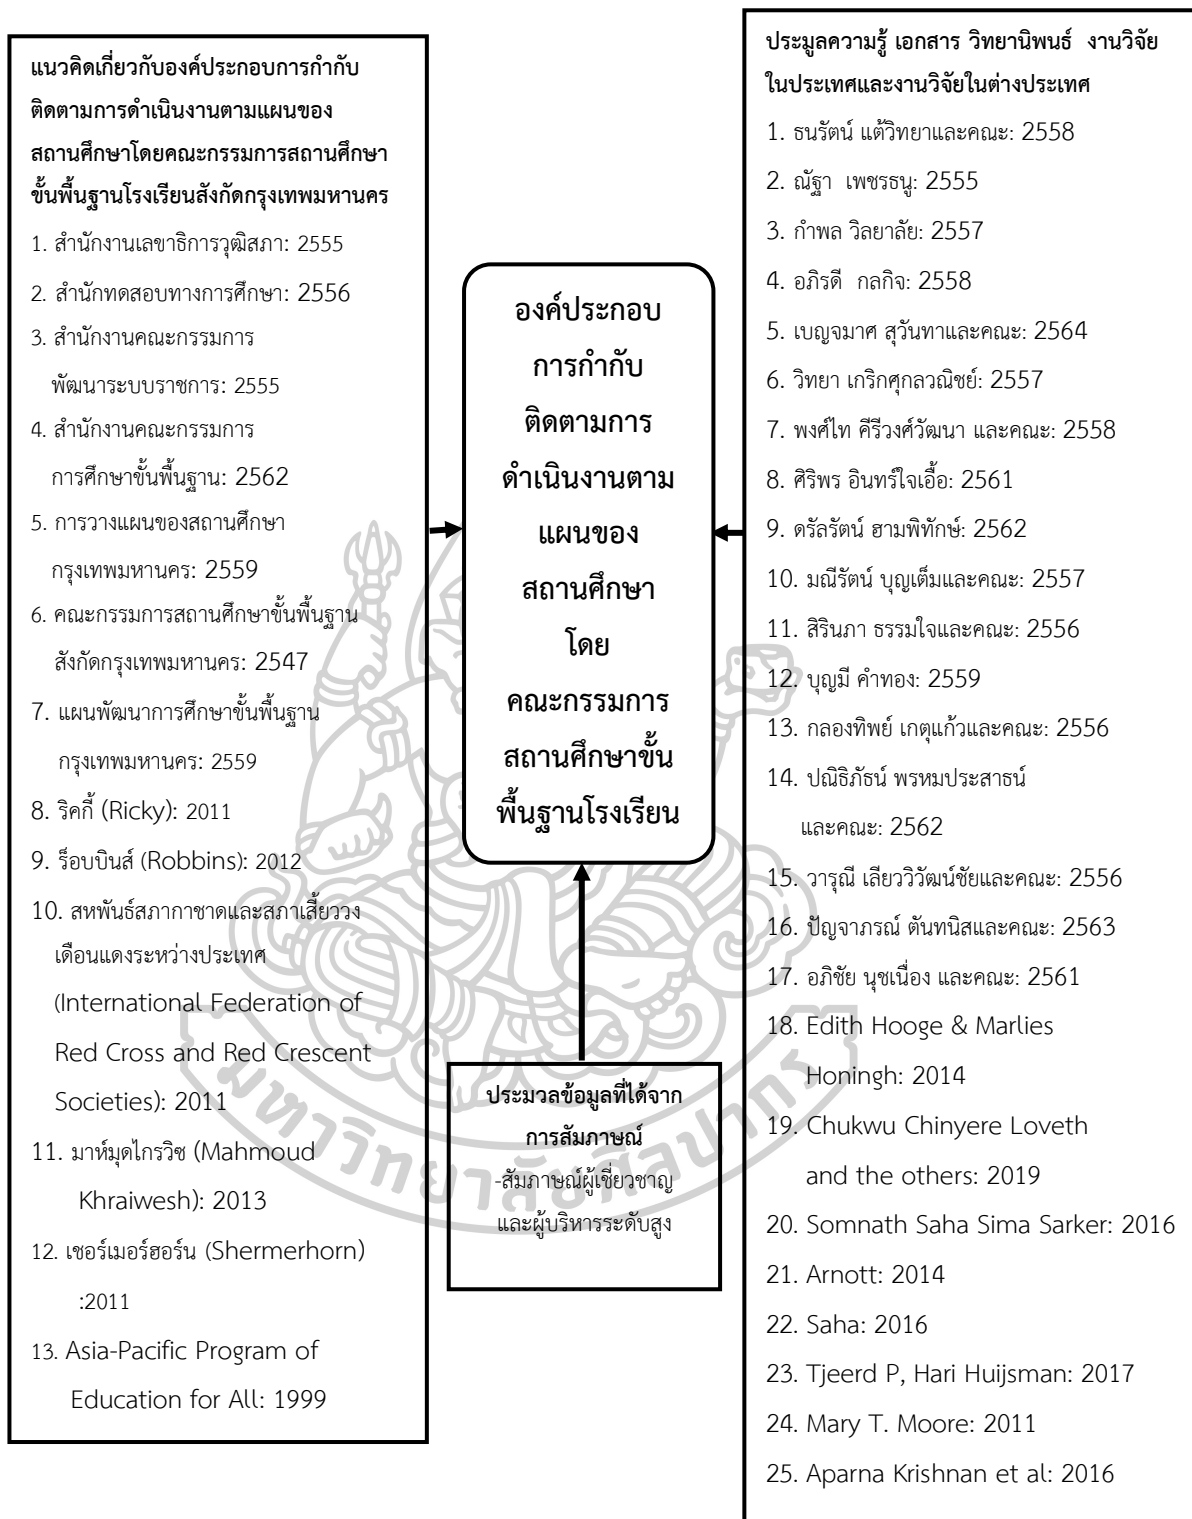 แนวคิดเกี่ยวกับองค์ประกอบการกำกับ
ติดตามการดำเนินงานตามแผนของ
สถานศึกษาโดยคณะกรรมการสถานศึกษา
ขั้นพื้นฐานโรงเรียนสังกัดกรุงเทพมหานคร
1. สำนักงานเลขาธิการวุฒิสภา: 2555
2. สำนักทดสอบทางการศึกษา: 2556
3. สำนักงานคณะกรรมการ
พัฒนาระบบราชการ: 2555
4. สำนักงานคณะกรรมการ
การศึกษาขั้นพื้นฐาน: 2562
5. การวางแผนของสถานศึกษา
กรุงเทพมหานคร: 2559
6. คณะกรรมการสถานศึกษาขั้นพื้นฐาน
สังกัดกรุงเทพมหานคร: 2547
7. แผนพัฒนาการศึกษาขั้นพื้นฐาน
กรุงเทพมหานคร: 2559
8. ริคกี้ (Ricky): 2011
9. ร็อบบินส์ (Robbins): 2012
10. สหพันธ์สภากาชาดและสภาเสี้ยววง
เดือนแดงระหว่างประเทศ
(International Federation of
Red Cross and Red Crescent
Societies): 2011
11. มาห์มุดไกรวิซ (Mahmoud
Khraiwesh): 2013
12. เชอร์เมอร์ฮอร์น (Shermerhorn)
:2011
13. Asia-Pacific Program of
Education for All: 1999
องค์ประกอบ
การกำกับ
ติดตามการ
ดำเนินงานตาม
แผนของ
สถานศึกษา
โดย
คณะกรรมการ
สถานศึกษาขั้น
พื้นฐานโรงเรียน
ประมวลข้อมูลที่ได้จาก
การสัมภาษณ์
-สัมภาษณ์ผู้เชี่ยวชาญ
และผู้บริหารระดับสูง
ประมูลความรู้ เอกสาร วิทยานิพนธ์ งานวิจัย
ในประเทศและงานวิจัยในต่างประเทศ
1. ธนรัตน์ แต้วิทยาและคณะ: 2558
2. ณัฐา เพชรธนู: 2555
3. กำพล วิลยาลัย: 2557
4. อภิรดี กลกิจ: 2558
5. เบญจมาศ สุวันทาและคณะ: 2564
6. วิทยา เกริกศุกลวณิชย์: 2557
7. พงศ์ไท คีรีวงศ์วัฒนา และคณะ: 2558
8. ศิริพร อินทร์ใจเอื้อ: 2561
9. ดรัลรัตน์ ฮามพิทักษ์: 2562
10. มณีรัตน์ บุญเต็มและคณะ: 2557
11. สิรินภา ธรรมใจและคณะ: 2556
12. บุญมี คำทอง: 2559
13. กลองทิพย์ เกตุแก้วและคณะ: 2556
14. ปณิธิภัธน์ พรหมประสาธน์
และคณะ: 2562
15. วารุณี เลียววิวัฒน์ชัยและคณะ: 2556
16. ปัญจาภรณ์ ตันทนิสและคณะ: 2563
17. อภิชัย นุชเนื่อง และคณะ: 2561
18. Edith Hooge & Marlies
Honingh: 2014
19. Chukwu Chinyere Loveth
and the others: 2019
20. Somnath Saha Sima Sarker: 2016
21. Arnott: 2014
22. Saha: 2016
23. Tjeerd P, Hari Huijsman: 2017
24. Mary T. Moore: 2011
25. Aparna Krishnan et al: 2016
มหาวิทยาลัยศิลปากร